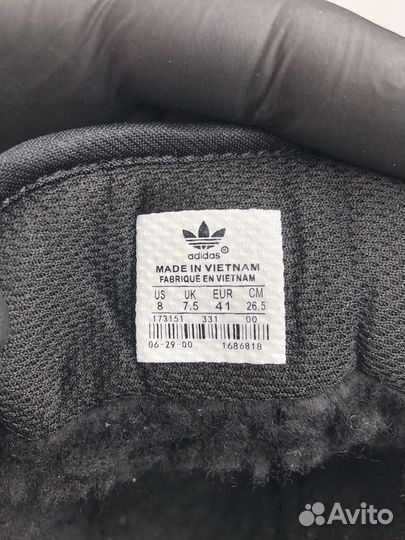 adidas®
MADE IN VIETNAM
FABRIQUÉ EN VIETNAM
US UK EUR CM
8 7.5 41 26.5
173151 331 00
06-29-00 1686818
Avito